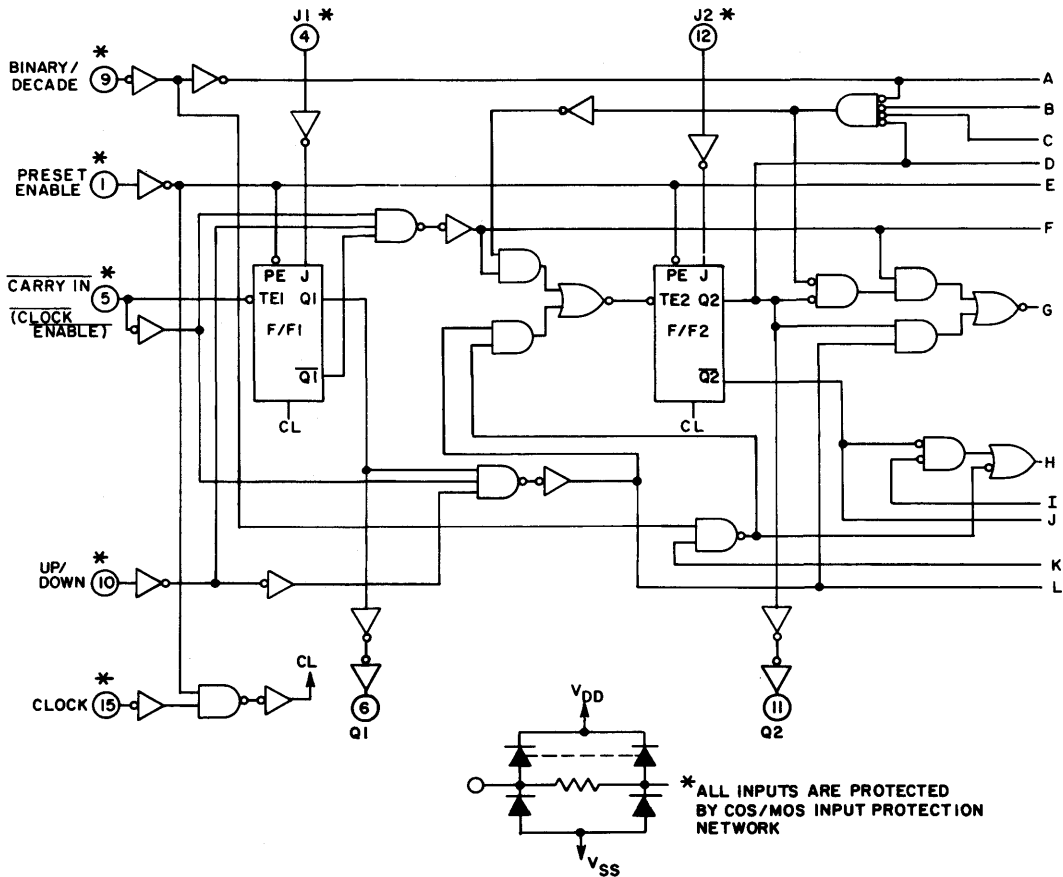 J1 *
4
J2 *
12
*
BINARY/
DECADE 9
A
B
C
D
*
PRESET
ENABLE 1
E
F
*
CARRY IN
5
(CLOCK
ENABLE)
PE J
TE1 Q1
F/F1
Q1
CL
PE J
TE2 Q2
F/F2
Q2
CL
G
H
I
J
K
L
UP/
DOWN 10
*
CL
*
CLOCK 15
6
Q1
11
Q2
VDD
* ALL INPUTS ARE PROTECTED
BY COS/MOS INPUT PROTECTION
NETWORK
VSS